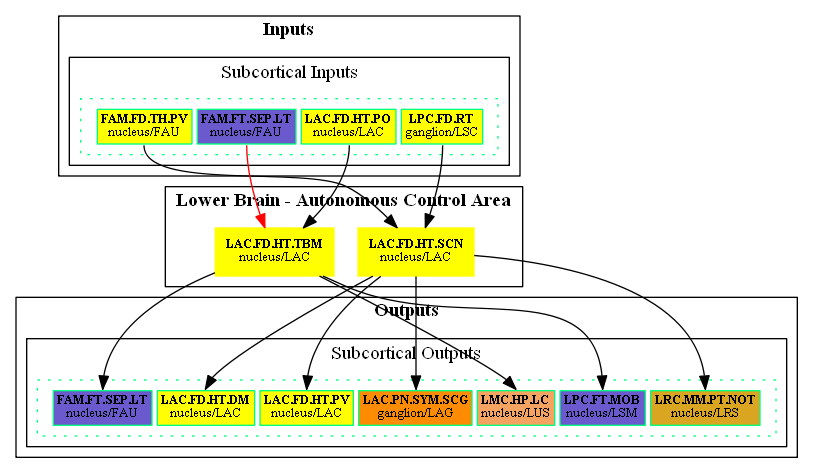 Inputs
Subcortical Inputs
FAM.FD.TH.PV
nucleus/FAU
FAM.FT.SEP.LT
nucleus/FAU
LAC.FD.HT.PO
nucleus/LAC
LPC.FD.RT
ganglion/LSC
Lower Brain - Autonomous Control Area
LAC.FD.HT.TBM
nucleus/LAC
LAC.FD.HT.SCN
nucleus/LAC
Outputs
Subcortical Outputs
FAM.FT.SEP.LT
nucleus/FAU
LAC.FD.HT.DM
nucleus/LAC
LAC.FD.HT.PV
nucleus/LAC
LAC.PN.SYM.SCG
ganglion/LAG
LMC.HP.LC
nucleus/LUS
LPC.FT.MOB
nucleus/LSM
LRC.MM.PT.NOT
nucleus/LRS